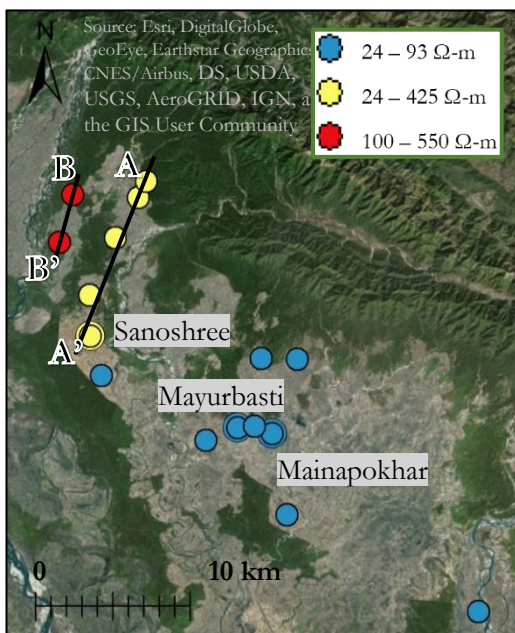 N
Source: Esri, DigitalGlobe,
GeoEye, Earthstar Geographics
CNES/Airbus, DS, USDA,
USGS, AeroGRID, IGN, a
the GIS User Community
24 – 93 Ω-m
24 – 425 Ω-m
100 – 550 Ω-m
B
A
B'
A'
Sanoshree
Mayurbasti
Mainapokhar
0 10 km